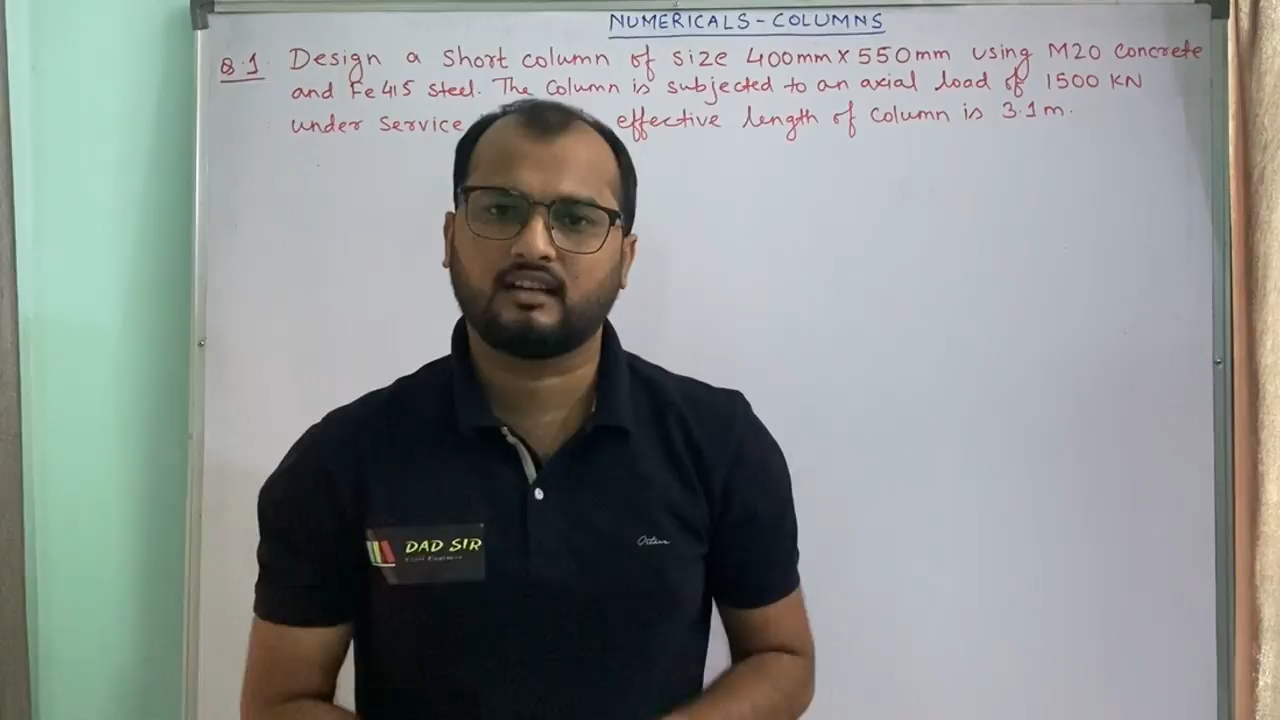 NUMERICALS - COLUMNS
Q.1 Design a short column of size 400mm X 550mm using M20 Concrete
and Fe415 steel. The Column is subjected to an axial load of 1500 KN
under service effective length of Column is 3.1m.
DAD SIR